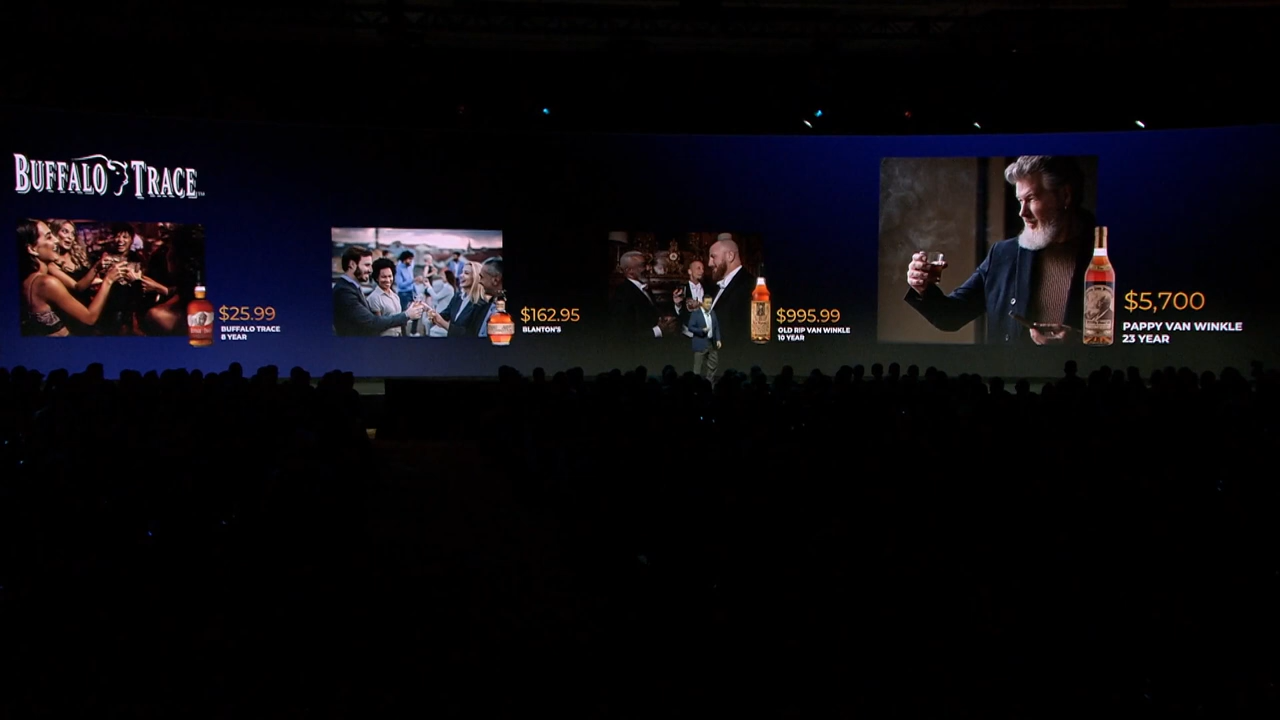 BUFFALO TRACE™
$25.99
BUFFALO TRACE
8 YEAR
$162.95
BLANTON'S
$995.99
OLD RIP VAN WINKLE
10 YEAR
$5,700
PAPPY VAN WINKLE
23 YEAR